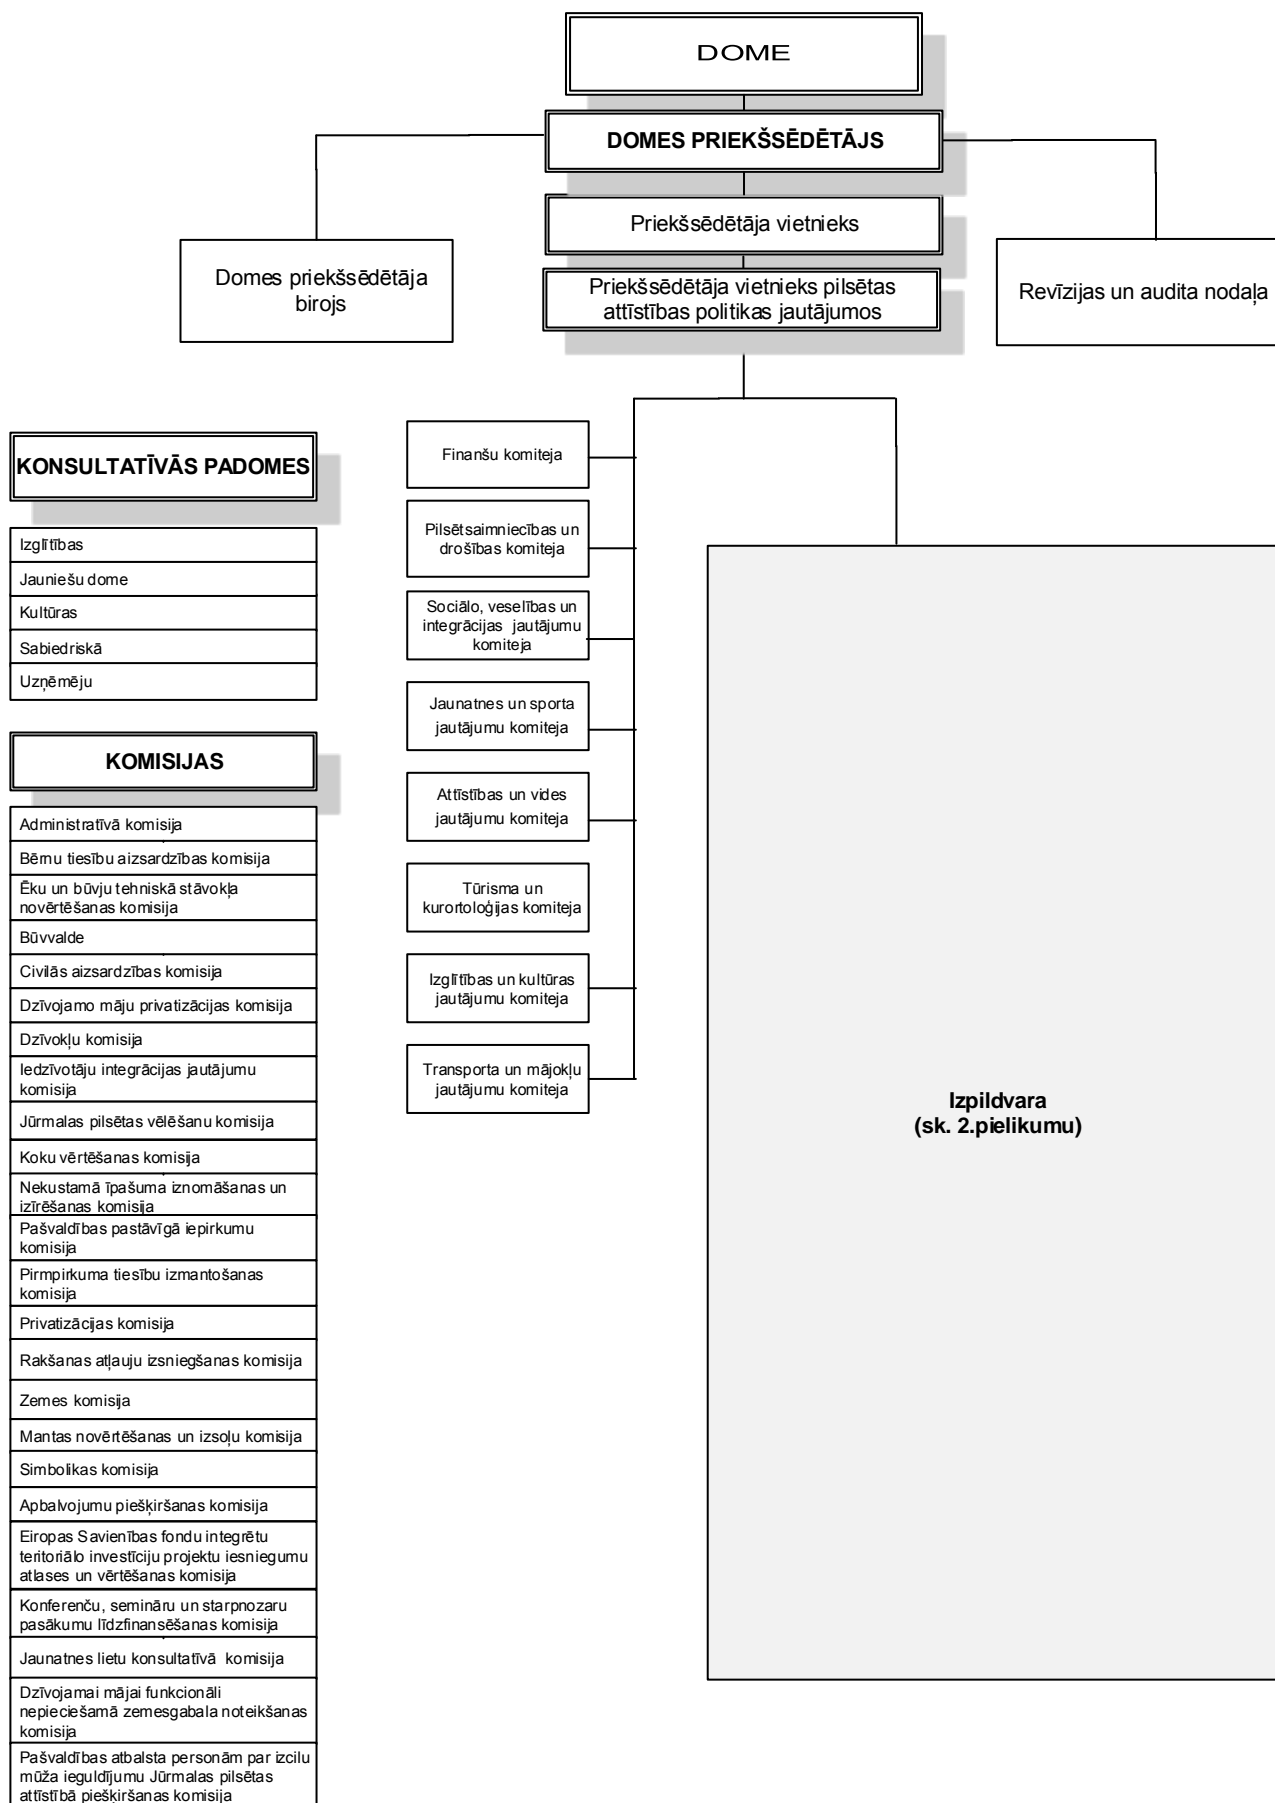 DOME
DOMES PRIEKŠSĒDĒTĀJS
Priekšsēdētāja vietnieks
Domes priekšsēdētāja
birojs
Priekšsēdētāja vietnieks pilsētas
attīstības politikas jautājumos
Revīzijas un audita nodaļa
KONSULTATĪVĀS PADOMES
Izglītības
Jauniešu dome
Kultūras
Sabiedriskā
Uzņēmēju
KOMISIJAS
Administratīvā komisija
Bērnu tiesību aizsardzības komisija
Ēku un būvju tehniskā stāvokļa
novērtēšanas komisija
Būvvalde
Civilās aizsardzības komisija
Dzīvojamo māju privatizācijas komisija
Dzīvokļu komisija
Iedzīvotāju integrācijas jautājumu
komisija
Jūrmalas pilsētas vēlēšanu komisija
Koku vērtēšanas komisija
Nekustamā īpašuma iznomāšanas un
izīrēšanas komisija
Pašvaldības pastāvīgā iepirkumu
komisija
Pirmpirkuma tiesību izmantošanas
komisija
Privatizācijas komisija
Rakšanas atļauju izsniegšanas komisija
Zemes komisija
Mantas novērtēšanas un izsoļu komisija
Simbolikas komisija
Apbalvojumu piešķiršanas komisija
Eiropas Savienības fondu integrētu
teritoriālo investīciju projektu iesniegumu
atlases un vērtēšanas komisija
Konferenču, semināru un starpnozaru
pasākumu līdzfinansēšanas komisija
Jaunatnes lietu konsultatīvā komisija
Dzīvojamai mājai funkcionāli
nepieciešamā zemesgabala noteikšanas
komisija
Pašvaldības atbalsta personām par izcilu
mūža ieguldījumu Jūrmalas pilsētas
attīstībā piešķiršanas komisija
Finanšu komiteja
Pilsētsaimniecības un
drošības komiteja
Sociālo, veselības un
integrācijas jautājumu
komiteja
Jaunatnes un sporta
jautājumu komiteja
Attīstības un vides
jautājumu komiteja
Tūrisma un
kurortoloģijas komiteja
Izglītības un kultūras
jautājumu komiteja
Transporta un mājokļu
jautājumu komiteja
Izpildvara
(sk. 2.pielikumu)